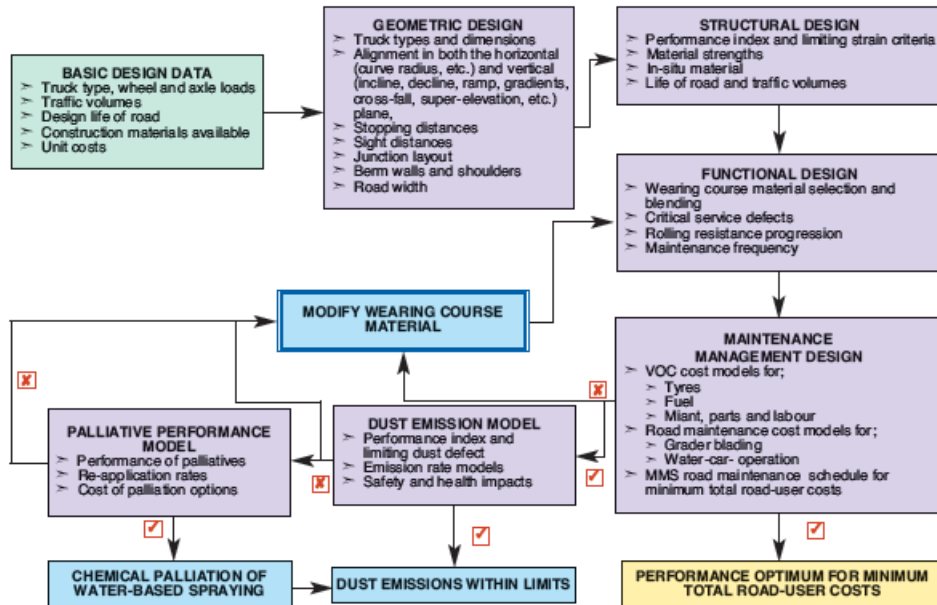 BASIC DESIGN DATA
➣ Truck type, wheel and axle loads
➣ Traffic volumes
➣ Design life of road
➣ Construction materials available
➣ Unit costs
GEOMETRIC DESIGN
➣ Truck types and dimensions
➣ Alignment in both the horizontal
(curve radius, etc.) and vertical
(incline, decline, ramp, gradients,
cross-fall, super-elevation, etc.)
plane,
➣ Stopping distances
➣ Sight distances
➣ Junction layout
➣ Berm walls and shoulders
➣ Road width
STRUCTURAL DESIGN
➣ Performance index and limiting strain criteria
➣ Material strengths
➣ In-situ material
➣ Life of road and traffic volumes
FUNCTIONAL DESIGN
➣ Wearing course material selection and
blending
➣ Critical service defects
➣ Rolling resistance progression
➣ Maintenance frequency
MODIFY WEARING COURSE
MATERIAL
MAINTENANCE
MANAGEMENT DESIGN
➣ VOC cost models for;
➣ Tyres
➣ Fuel
➣ Miant, parts and labour
➣ Road maintenance cost models for;
➣ Grader blading
➣ Water-car- operation
➣ MMS road maintenance schedule for
minimum total road-user costs
DUST EMISSION MODEL
➣ Performance index and
limiting dust defect
➣ Emission rate models
➣ Safety and health impacts
PALLIATIVE PERFORMANCE
MODEL
➣ Performance of palliatives
➣ Re-application rates
➣ Cost of palliation options
CHEMICAL PALLIATION OF
WATER-BASED SPRAYING
DUST EMISSIONS WITHIN LIMITS
PERFORMANCE OPTIMUM FOR MINIMUM
TOTAL ROAD-USER COSTS